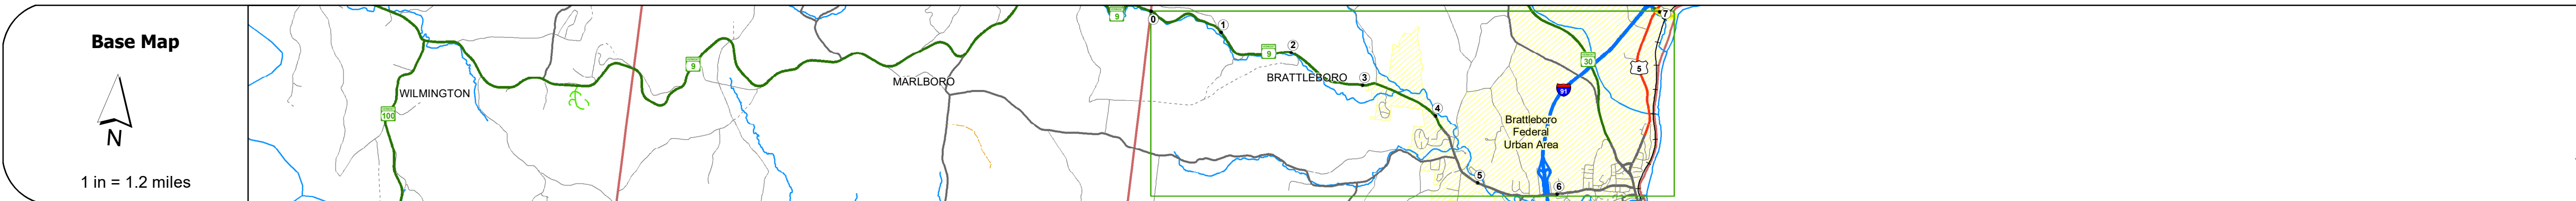 Base Map
N
1 in = 1.2 miles
100
WILMINGTON
9
MARLBORO
9
0
1
9
2
BRATTLEBORO
3
4
5
6
7
30
5
91
Brattleboro
Federal
Urban Area